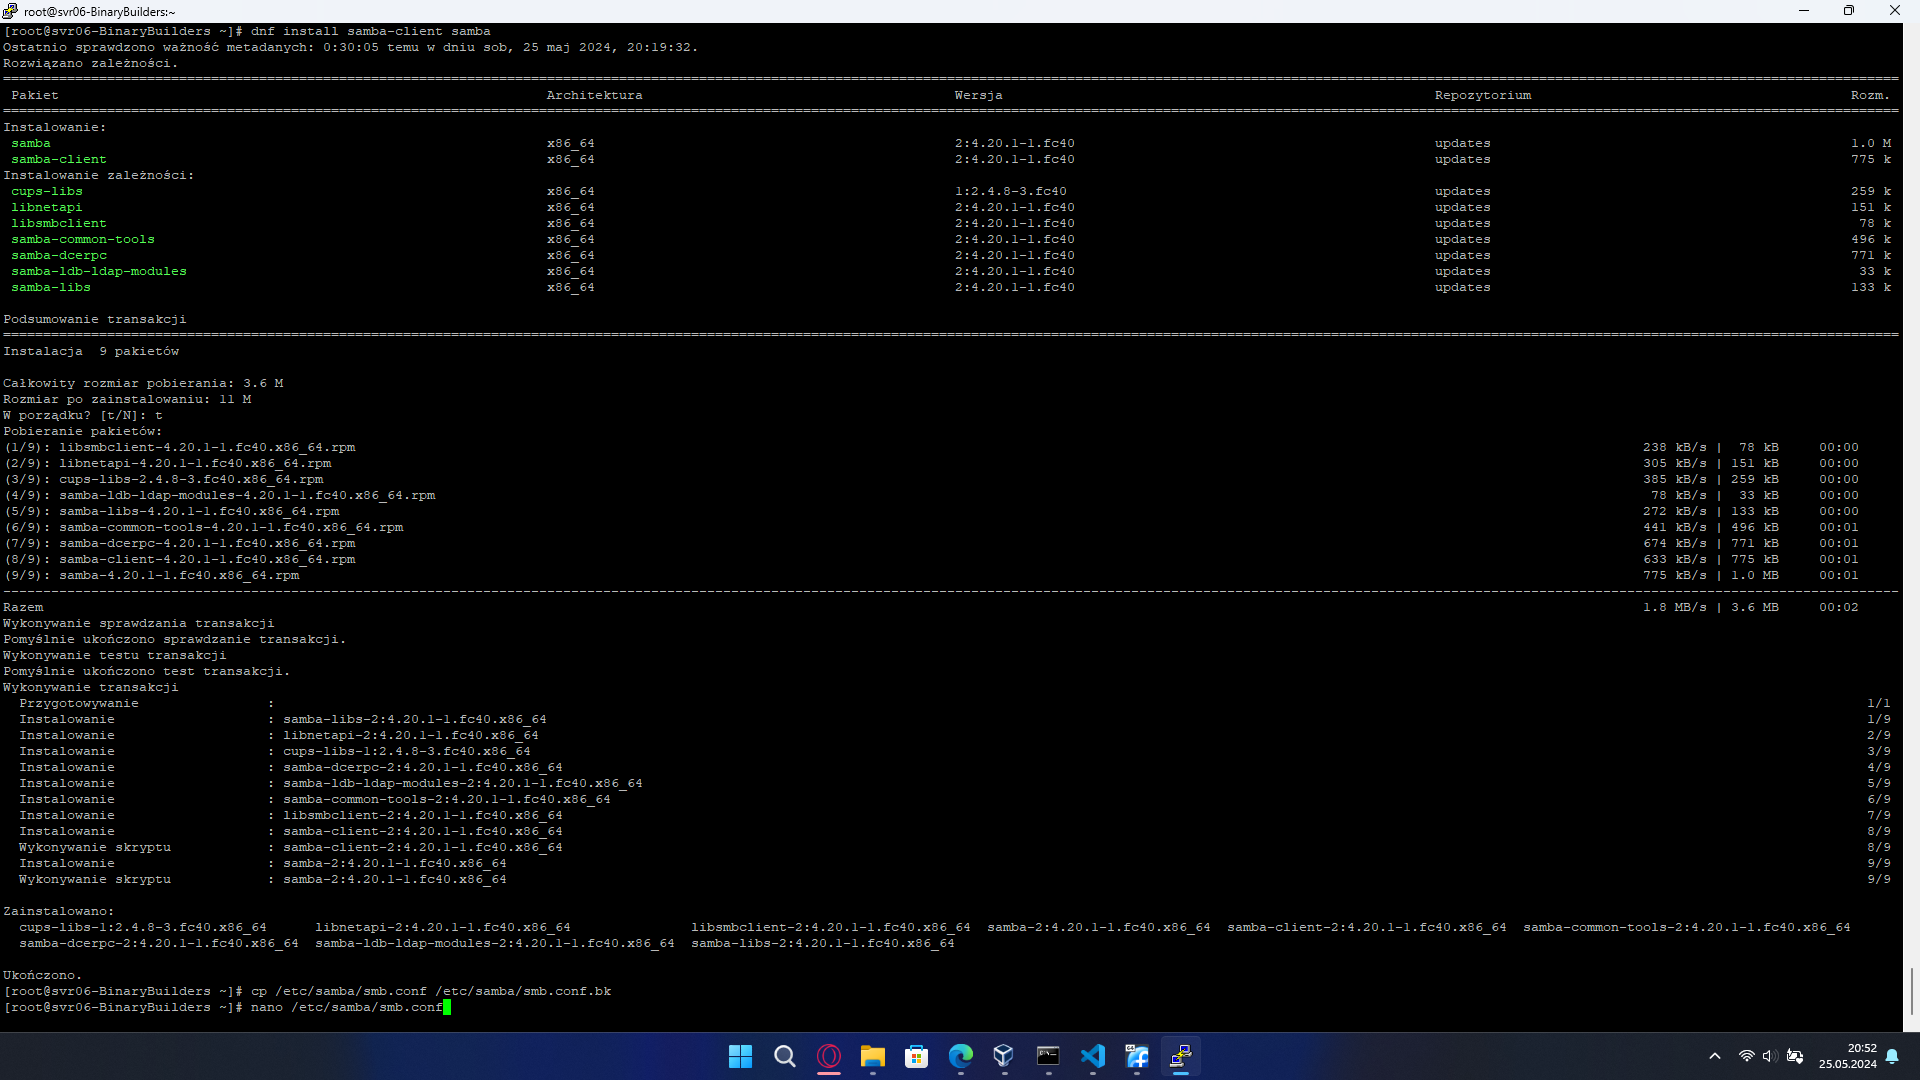 root@svr06-BinaryBuilders:~
[root@svr06-BinaryBuilders ~]# dnf install samba-client samba
Ostatnio sprawdzono ważność metadanych: 0:30:05 temu w dniu sob, 25 maj 2024, 20:19:32.
Rozwiązano zależności.
Pakiet Architektura Wersja Repozytorium Rozm.
Instalowanie:
samba x86_64 2:4.20.1-1.fc40 updates 1.0 M
samba-client x86_64 2:4.20.1-1.fc40 updates 775 k
Instalowanie zależności:
cups-libs x86_64 1:2.4.8-3.fc40 updates 259 k
libnetapi x86_64 2:4.20.1-1.fc40 updates 151 k
libsmbclient x86_64 2:4.20.1-1.fc40 updates 78 k
samba-common-tools x86_64 2:4.20.1-1.fc40 updates 496 k
samba-dcerpc x86_64 2:4.20.1-1.fc40 updates 771 k
samba-ldb-ldap-modules x86_64 2:4.20.1-1.fc40 updates 33 k
samba-libs x86_64 2:4.20.1-1.fc40 updates 133 k
Podsumowanie transakcji
Instalacja 9 pakietów
Całkowity rozmiar pobierania: 3.6 M
Rozmiar po zainstalowaniu: 11 M
W porządku? [t/N]: t
Pobieranie pakietów:
(1/9): libsmbclient-4.20.1-1.fc40.x86_64.rpm 238 kB/s | 78 kB 00:00
(2/9): libnetapi-4.20.1-1.fc40.x86_64.rpm 305 kB/s | 151 kB 00:00
(3/9): cups-libs-2.4.8-3.fc40.x86_64.rpm 385 kB/s | 259 kB 00:00
(4/9): samba-ldb-ldap-modules-4.20.1-1.fc40.x86_64.rpm 78 kB/s | 33 kB 00:00
(5/9): samba-libs-4.20.1-1.fc40.x86_64.rpm 272 kB/s | 133 kB 00:00
(6/9): samba-common-tools-4.20.1-1.fc40.x86_64.rpm 441 kB/s | 496 kB 00:01
(7/9): samba-dcerpc-4.20.1-1.fc40.x86_64.rpm 674 kB/s | 771 kB 00:01
(8/9): samba-client-4.20.1-1.fc40.x86_64.rpm 633 kB/s | 775 kB 00:01
(9/9): samba-4.20.1-1.fc40.x86_64.rpm 775 kB/s | 1.0 MB 00:01
Razem 1.8 MB/s | 3.6 MB 00:02
Wykonywanie sprawdzania transakcji
Pomyślnie ukończono sprawdzanie transakcji.
Wykonywanie testu transakcji
Pomyślnie ukończono test transakcji.
Wykonywanie transakcji
Przygotowywanie : 1/1
Instalowanie : samba-libs-2:4.20.1-1.fc40.x86_64 1/9
Instalowanie : libnetapi-2:4.20.1-1.fc40.x86_64 2/9
Instalowanie : cups-libs-1:2.4.8-3.fc40.x86_64 3/9
Instalowanie : samba-dcerpc-2:4.20.1-1.fc40.x86_64 4/9
Instalowanie : samba-ldb-ldap-modules-2:4.20.1-1.fc40.x86_64 5/9
Instalowanie : samba-common-tools-2:4.20.1-1.fc40.x86_64 6/9
Instalowanie : libsmbclient-2:4.20.1-1.fc40.x86_64 7/9
Instalowanie : samba-client-2:4.20.1-1.fc40.x86_64 8/9
Wykonywanie skryptu : samba-client-2:4.20.1-1.fc40.x86_64 8/9
Instalowanie : samba-2:4.20.1-1.fc40.x86_64 9/9
Wykonywanie skryptu : samba-2:4.20.1-1.fc40.x86_64 9/9
Zainstalowano:
cups-libs-1:2.4.8-3.fc40.x86_64 libnetapi-2:4.20.1-1.fc40.x86_64 libsmbclient-2:4.20.1-1.fc40.x86_64 samba-2:4.20.1-1.fc40.x86_64 samba-client-2:4.20.1-1.fc40.x86_64 samba-common-tools-2:4.20.1-1.fc40.x86_64
samba-dcerpc-2:4.20.1-1.fc40.x86_64 samba-ldb-ldap-modules-2:4.20.1-1.fc40.x86_64 samba-libs-2:4.20.1-1.fc40.x86_64
Ukończono.
[root@svr06-BinaryBuilders ~]# cp /etc/samba/smb.conf /etc/samba/smb.conf.bk
[root@svr06-BinaryBuilders ~]# nano /etc/samba/smb.conf
20:52
25.05.2024